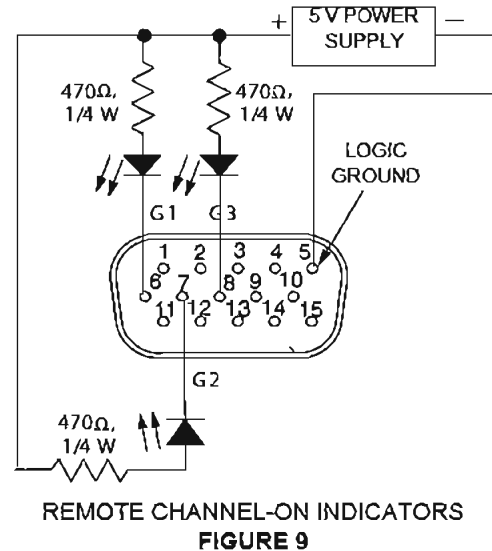 + 5 V POWER SUPPLY −
470Ω, 1/4 W
470Ω, 1/4 W
LOGIC GROUND
G1 G3
1 2 3 4 5
6 7 8 9 10
11 12 13 14 15
G2
470Ω, 1/4 W
REMOTE CHANNEL-ON INDICATORS
FIGURE 9